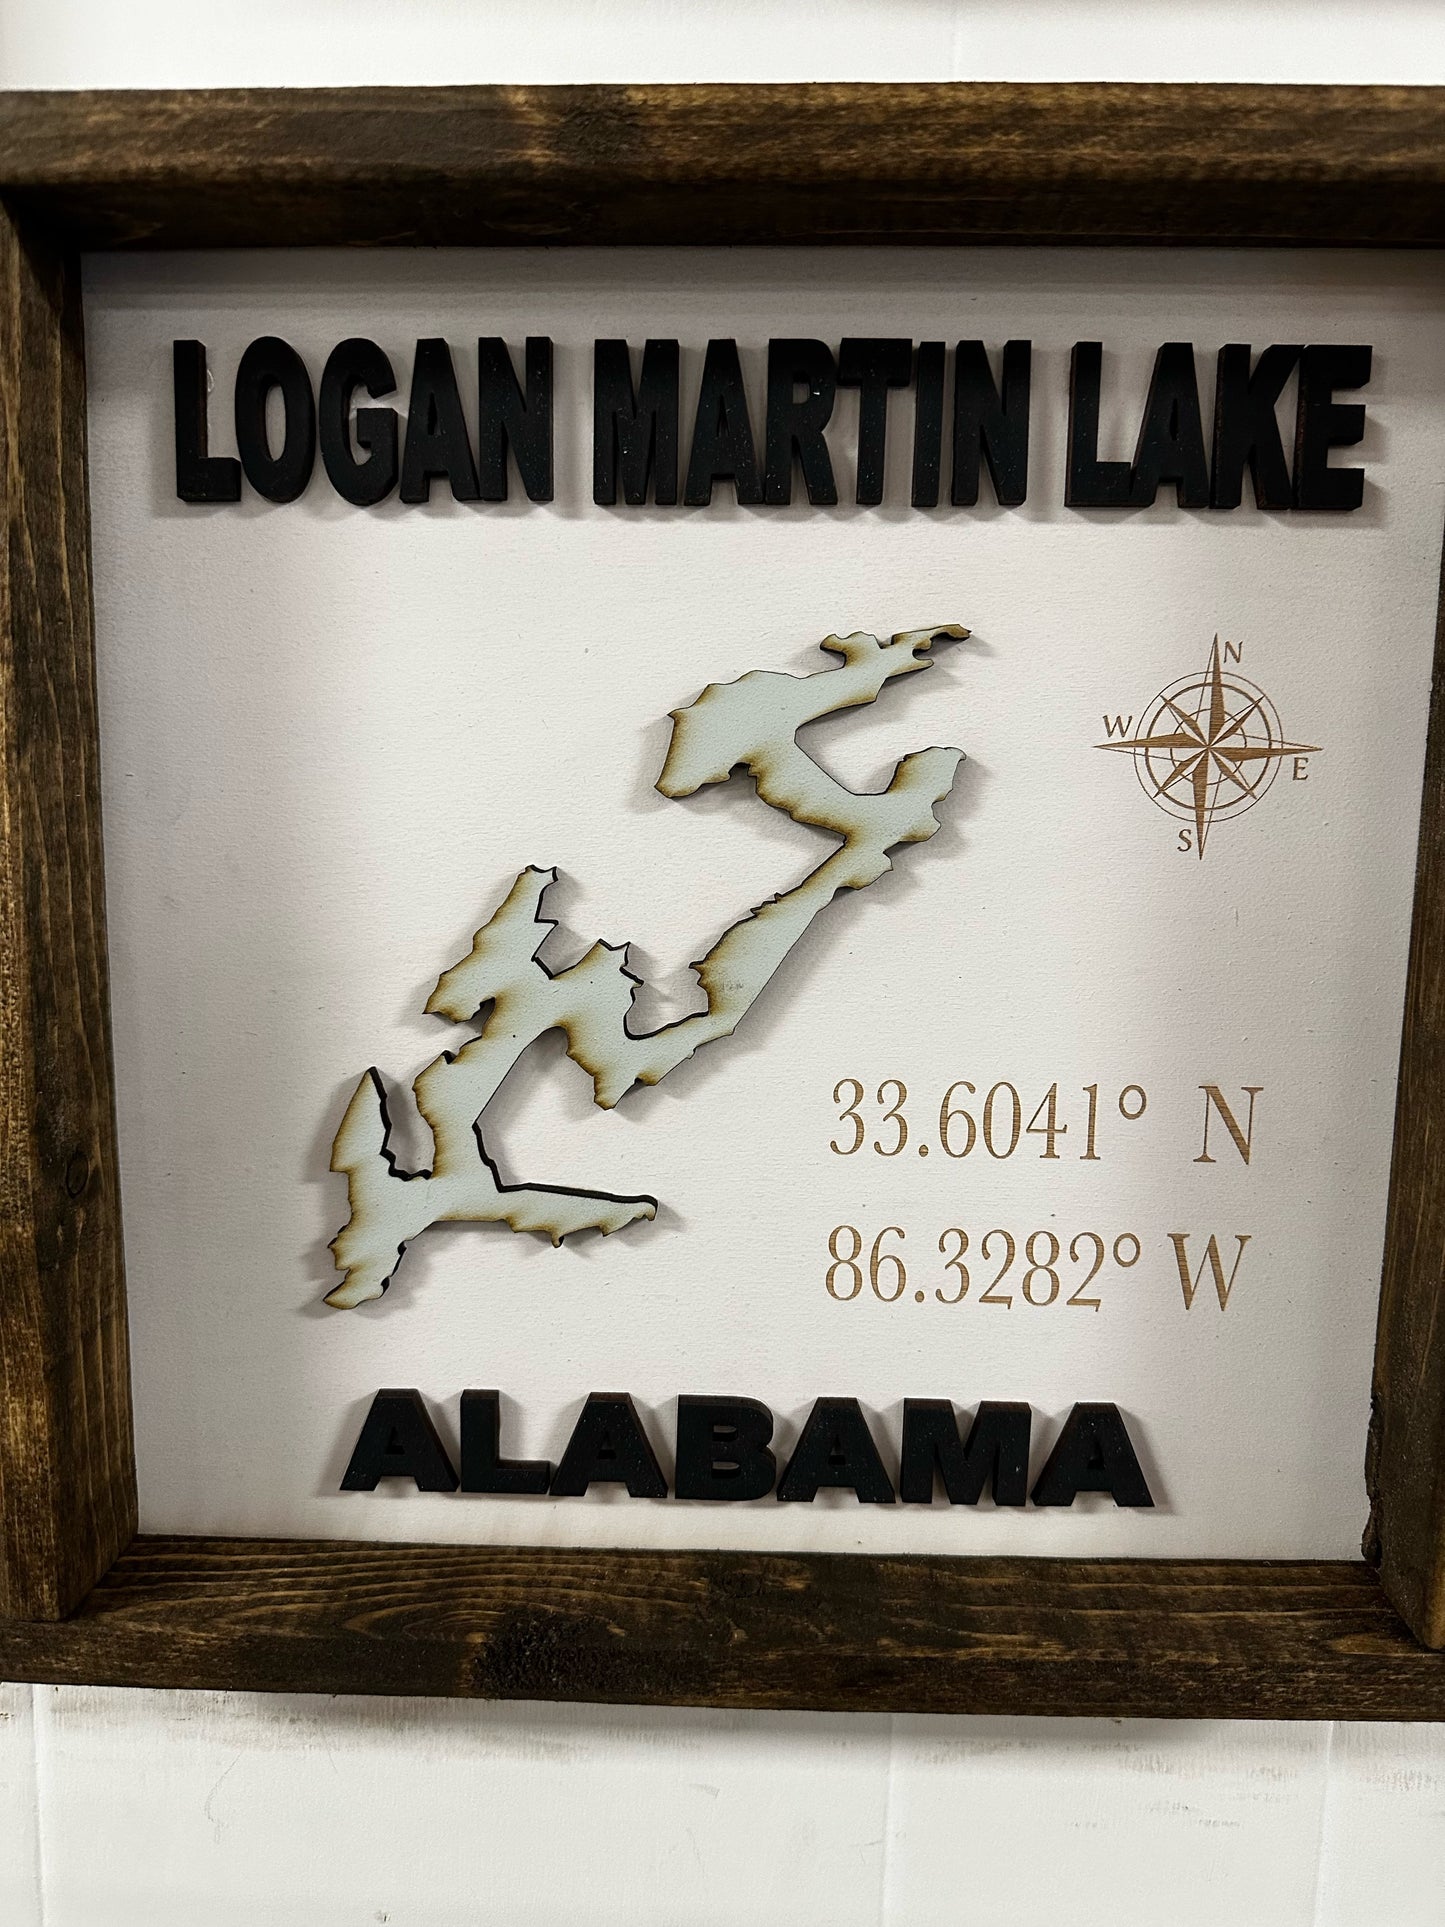 LOGAN MARTIN LAKE
N
W
E
S
33.6041° N
86.3282° W
ALABAMA